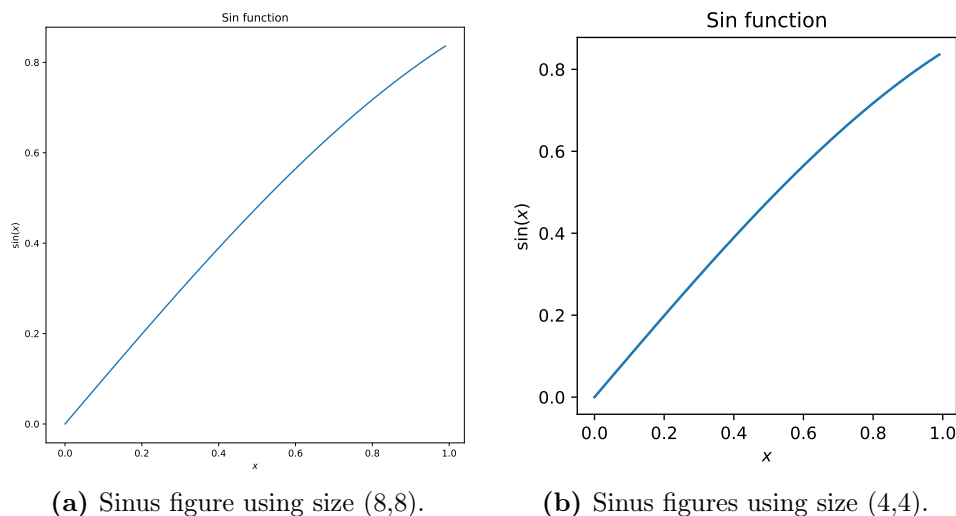 Sin function
0.8
0.6
0.4
0.2
0.0
sin(x)
0.0 0.2 0.4 0.6 0.8 1.0
x
(a) Sinus figure using size (8,8).
Sin function
0.8
0.6
0.4
0.2
0.0
sin(x)
0.0 0.2 0.4 0.6 0.8 1.0
x
(b) Sinus figures using size (4,4).